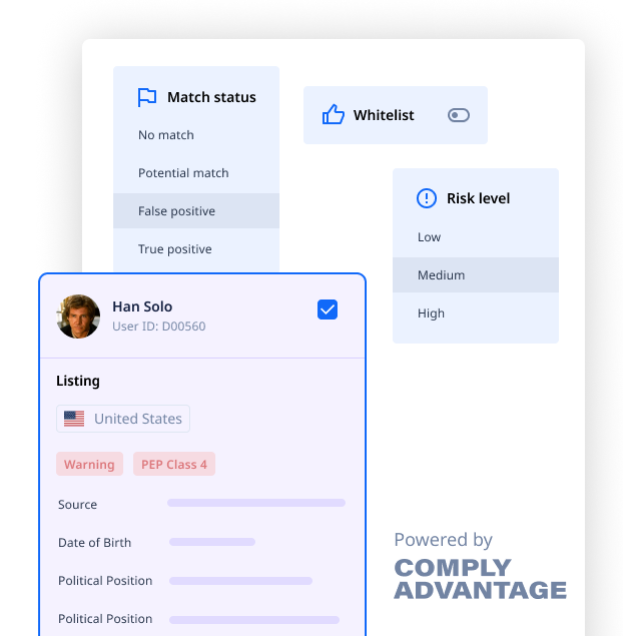 Match status
No match
Potential match
False positive
True positive
Whitelist
Risk level
Low
Medium
High
Han Solo
User ID: D00560
Listing
United States
Warning
PEP Class 4
Source
Date of Birth
Political Position
Political Position
Powered by
COMPLY
ADVANTAGE